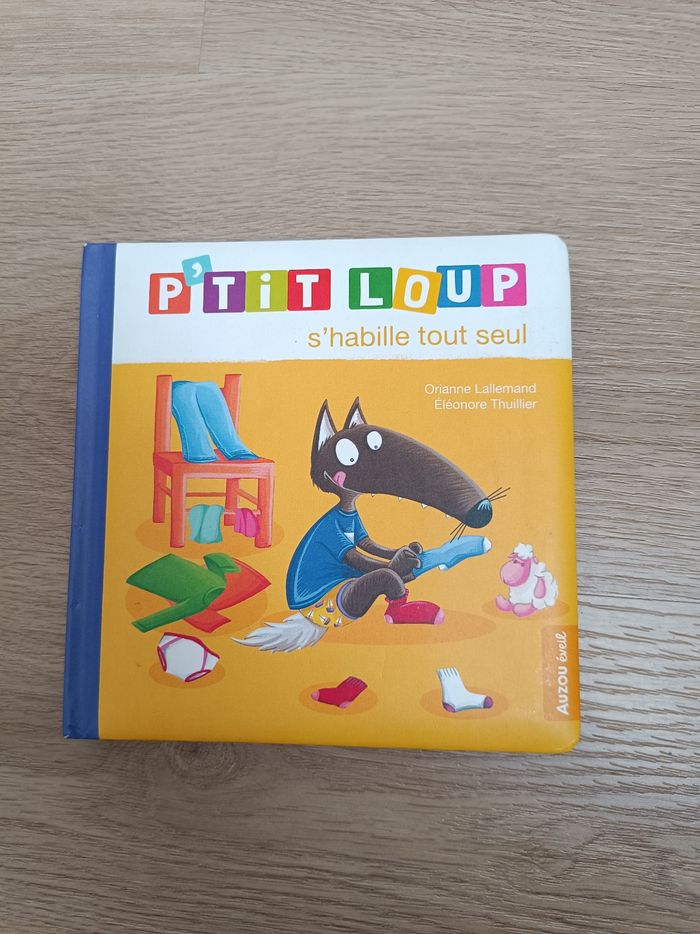 P'TiT LOUP
s'habille tout seul
Orianne Lallemand
Éléonore Thuillier
AUZOU éveil